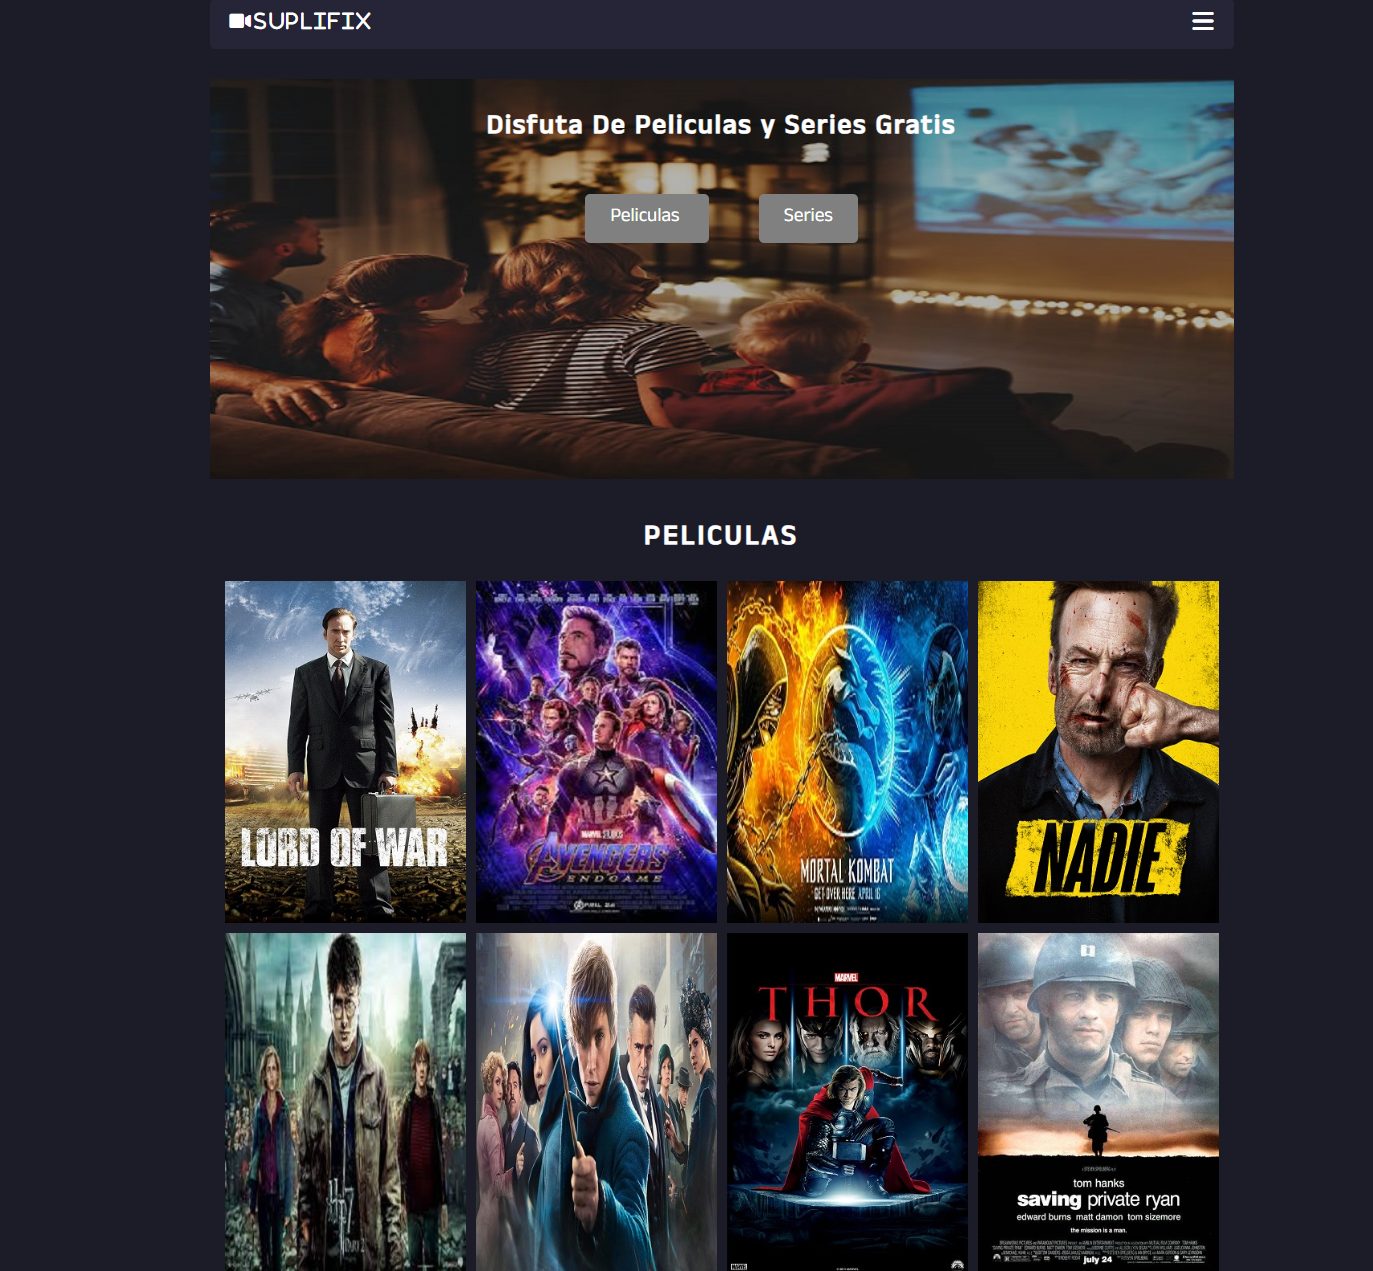 SUPLIFIX
Disfuta De Peliculas y Series Gratis
Peliculas
Series
PELICULAS
LORD OF WAR
MARVEL STUDIOS
AVENGERS
ENDGAME
APRIL 26
MORTAL KOMBAT
GET OVER HERE APRIL 16
NADIE
MARVEL
THOR
MARVEL
tom hanks
saving private ryan
edward burns matt damon tom sizemore
the mission is a man.
july 24